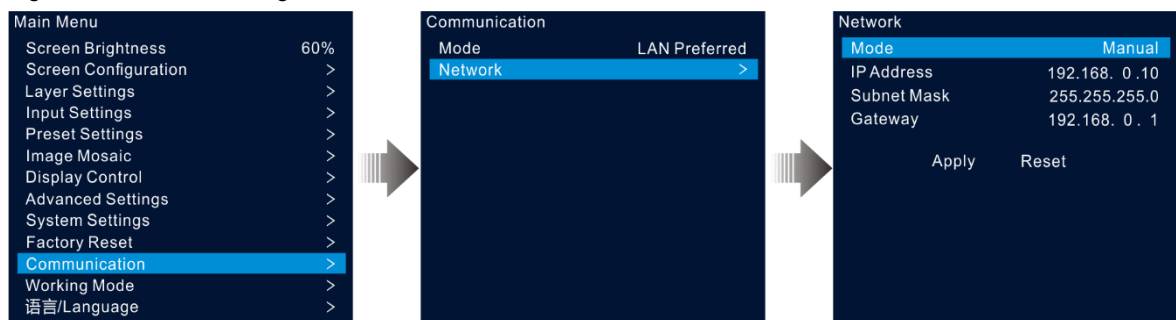 Main Menu
Screen Brightness 60%
Screen Configuration >
Layer Settings >
Input Settings >
Preset Settings >
Image Mosaic >
Display Control >
Advanced Settings >
System Settings >
Factory Reset >
Communication >
Working Mode >
语言/Language >
Communication
Mode LAN Preferred
Network >
Network
Mode Manual
IP Address 192.168. 0 .10
Subnet Mask 255.255.255.0
Gateway 192.168. 0 . 1
Apply Reset